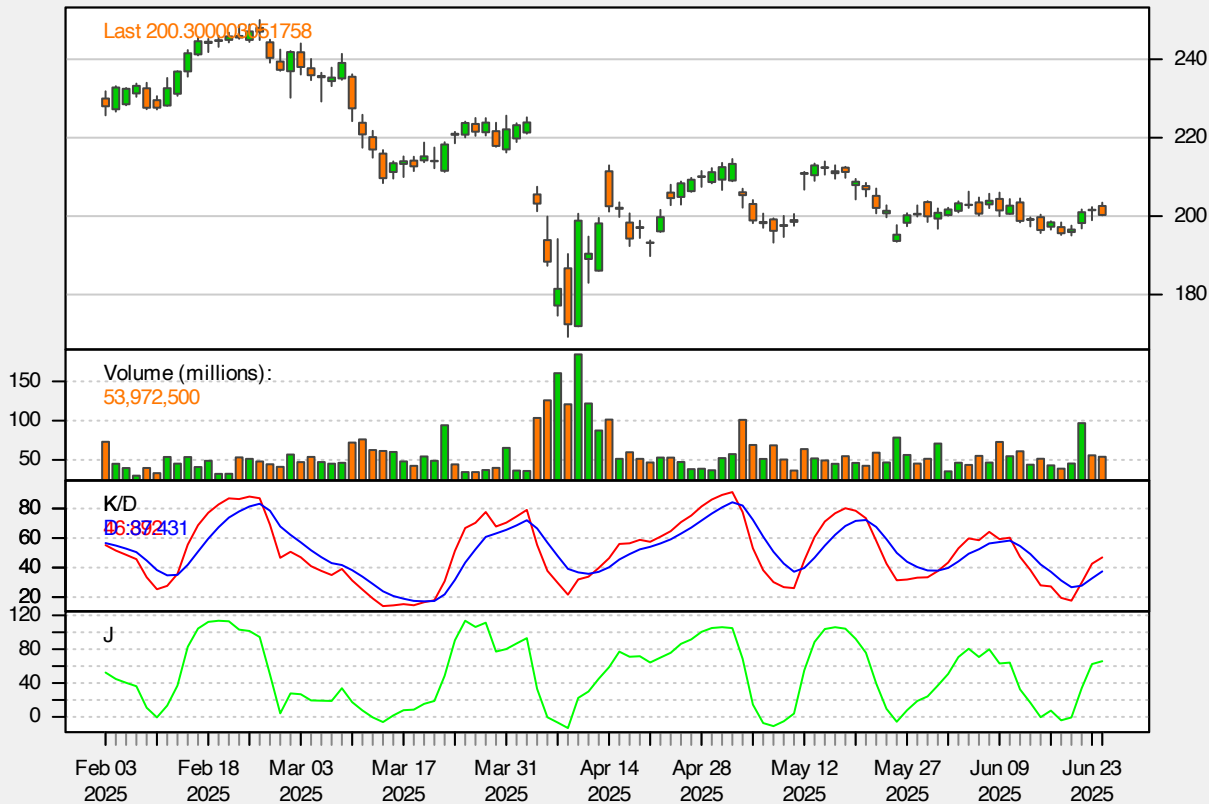 Last 200.300003051758
240
220
200
180
Volume (millions):
53,972,500
150
100
50
K/D
80
60
40
20
J
120
80
40
0
Feb 03 2025
Feb 18 2025
Mar 03 2025
Mar 17 2025
Mar 31 2025
Apr 14 2025
Apr 28 2025
May 12 2025
May 27 2025
Jun 09 2025
Jun 23 2025